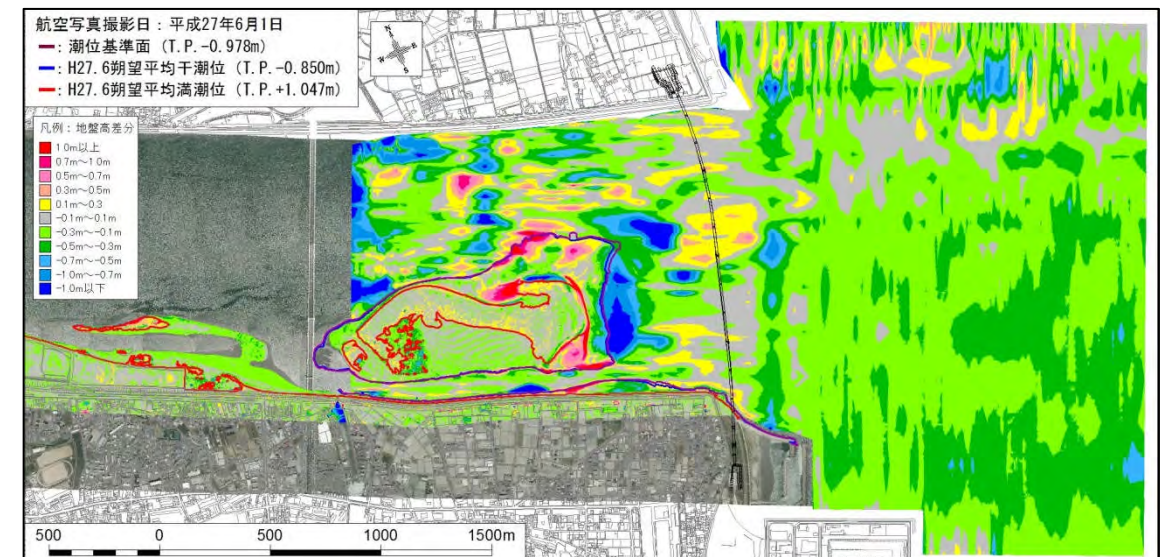 航空写真撮影日：平成27年6月1日
：潮位基準面（T.P.-0.978m）
：H27.6朔望平均干潮位（T.P.-0.850m）
：H27.6朔望平均満潮位（T.P.+1.047m）
N
W
E
S
凡例：地盤高差分
1.0m以上
0.7m～1.0m
0.5m～0.7m
0.3m～0.5m
0.1m～0.3
-0.1m～0.1m
-0.3m～-0.1m
-0.5m～-0.3m
-0.7m～-0.5m
-1.0m～-0.7m
-1.0m以下
500 0 500 1000 1500m